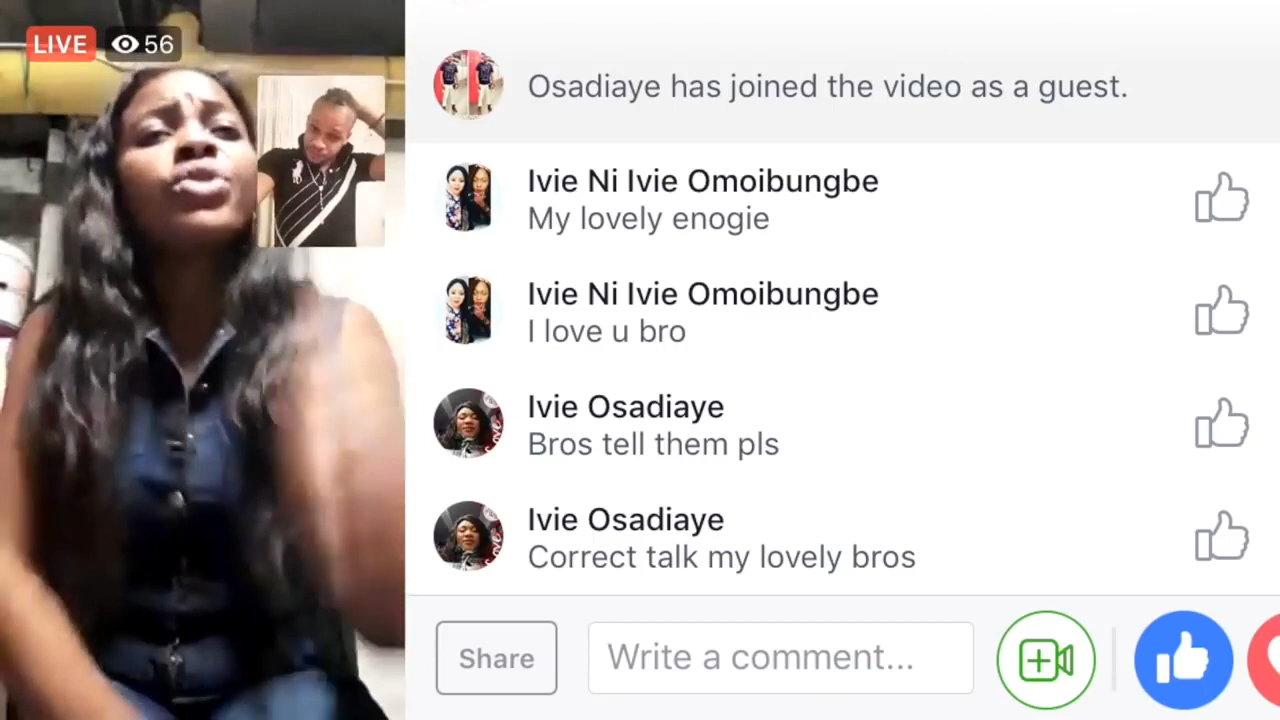 LIVE 56
Osadiaye has joined the video as a guest.
Ivie Ni Ivie Omoibungbe
My lovely enogie
Ivie Ni Ivie Omoibungbe
I love u bro
Ivie Osadiaye
Bros tell them pls
Ivie Osadiaye
Correct talk my lovely bros
Share
Write a comment...